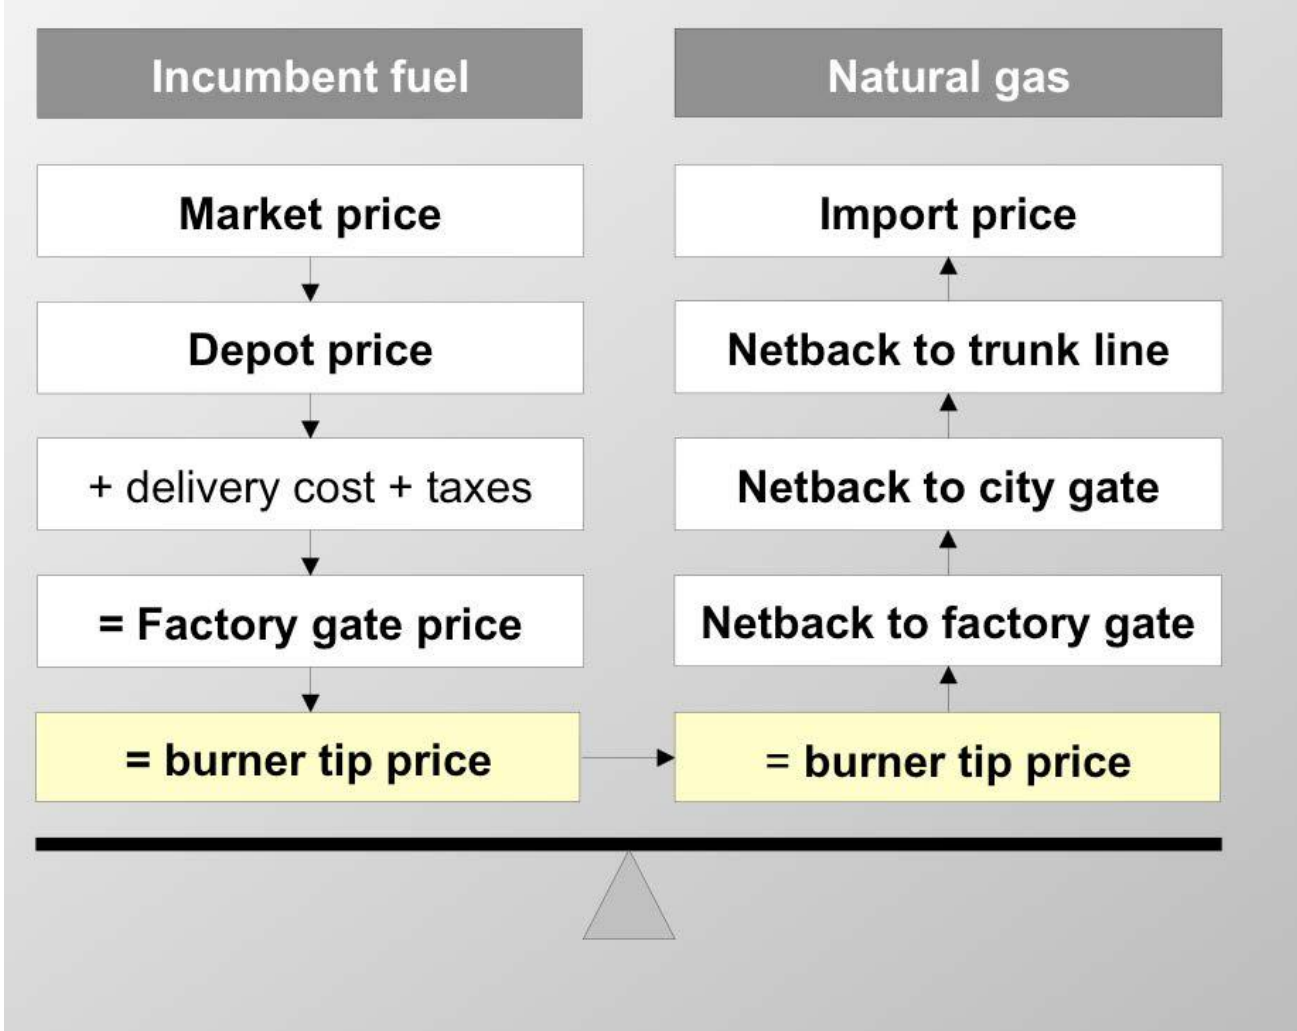 Incumbent fuel
Market price
Depot price
+ delivery cost + taxes
= Factory gate price
= burner tip price
Natural gas
Import price
Netback to trunk line
Netback to city gate
Netback to factory gate
= burner tip price